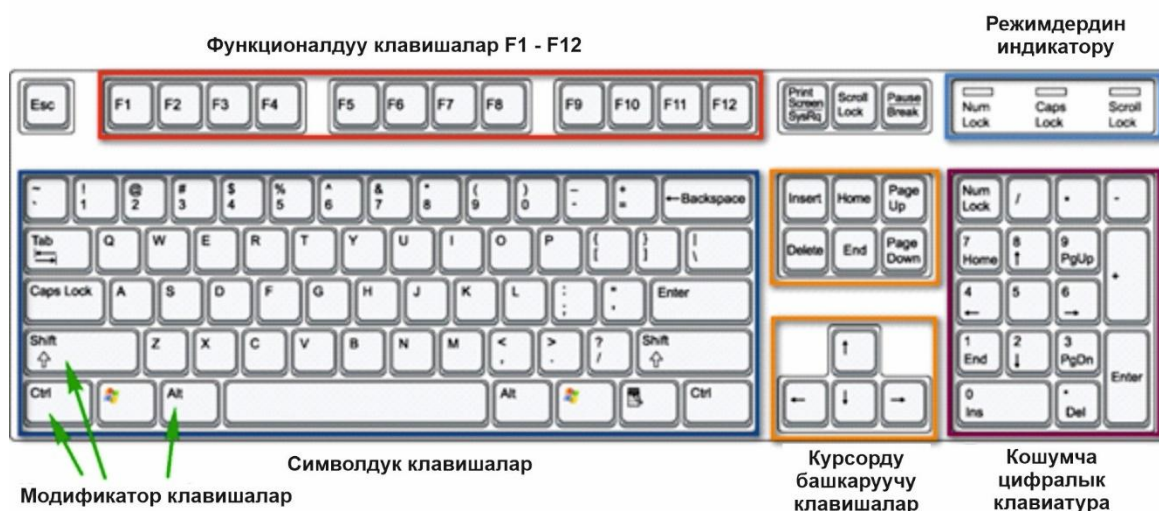 Функционалдуу клавишалар F1 - F12
Режимдердин
индикатору
Esc F1 F2 F3 F4 F5 F6 F7 F8 F9 F10 F11 F12
Print
Screen
SysRq
Scroll
Lock
Pause
Break
Num
Lock
Caps
Lock
Scroll
Lock
~ ! @ # $ % ^ & * ( ) – +
` 1 2 3 4 5 6 7 8 9 0 - = ←Backspace
Insert Home Page
Up
Num
Lock / • -
Tab Q W E R T Y U I O P { } |
[ ] \
Delete End Page
Down
7
Home
8
↑
9
PgUp
+
Caps Lock A S D F G H J K L : " Enter
; '
4
←
5
6
→
Shift Z X C V B N M < > ? Shift
⇧ , . / ⇧
↑
1
End
2
↓
3
PgDn
Enter
Ctrl Alt Alt Ctrl
← ↓ →
0
Ins
•
Del
Символдук клавишалар
Модификатор клавишалар
Курсорду
башкаруучу
клавишалар
Кошумча
цифралык
клавиатура